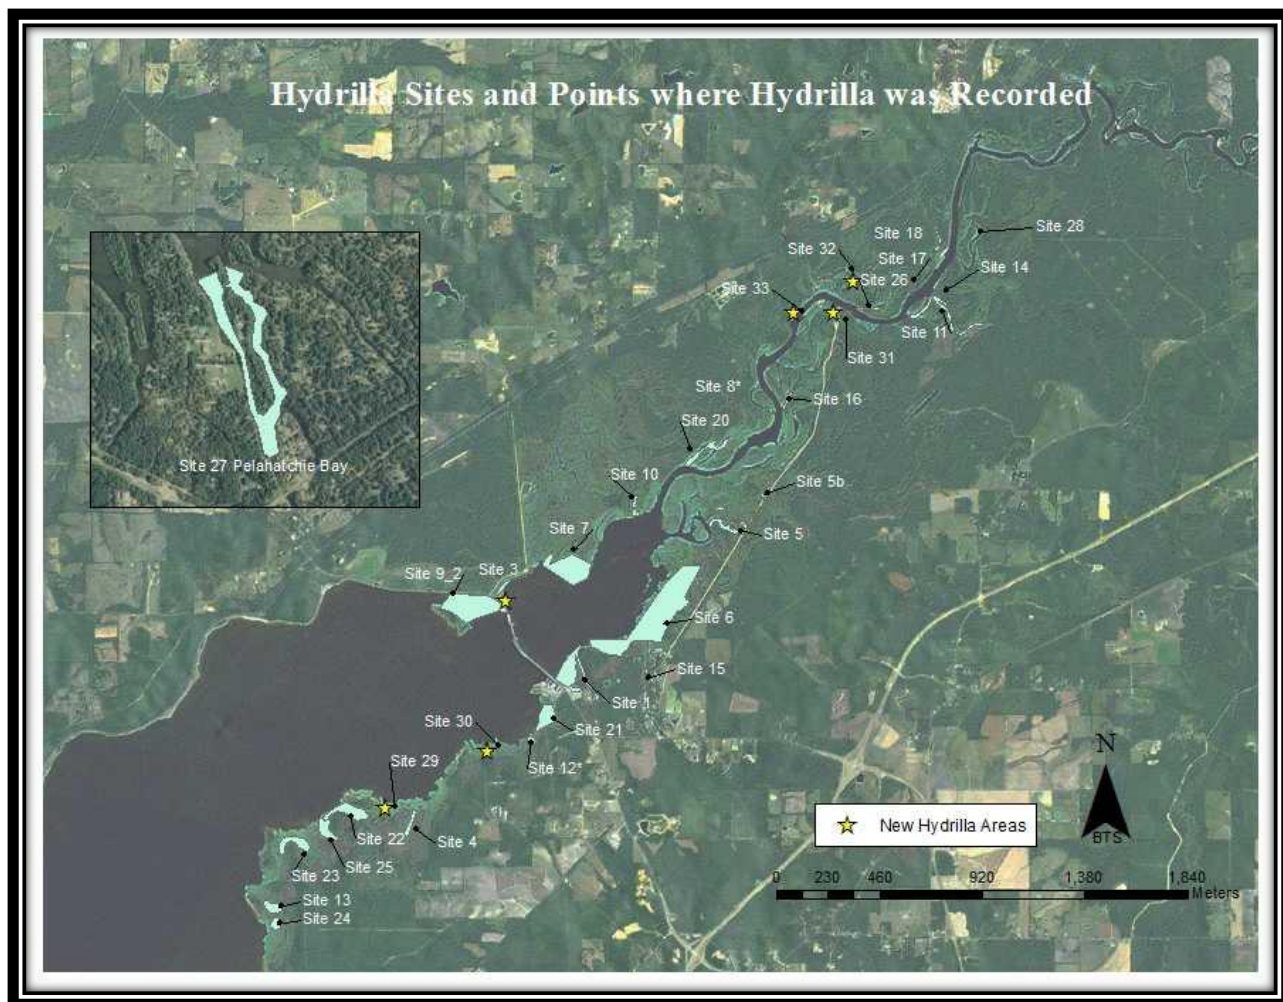 Hydrilla Sites and Points where Hydrilla was Recorded
Site 28
Site 18
Site 32
Site 17
Site 14
Site 26
Site 33
Site 11
Site 31
Site 8*
Site 16
Site 20
Site 27 Pelahatchie Bay
Site 10
Site 5b
Site 7
Site 5
Site 9_2
Site 3
Site 6
Site 15
Site 1
Site 30
Site 21
Site 29
Site 12*
N
New Hydrilla Areas
BTS
Site 22
Site 4
Site 25
Site 23
0 230 460 920 1,380 1,840
Meters
Site 13
Site 24